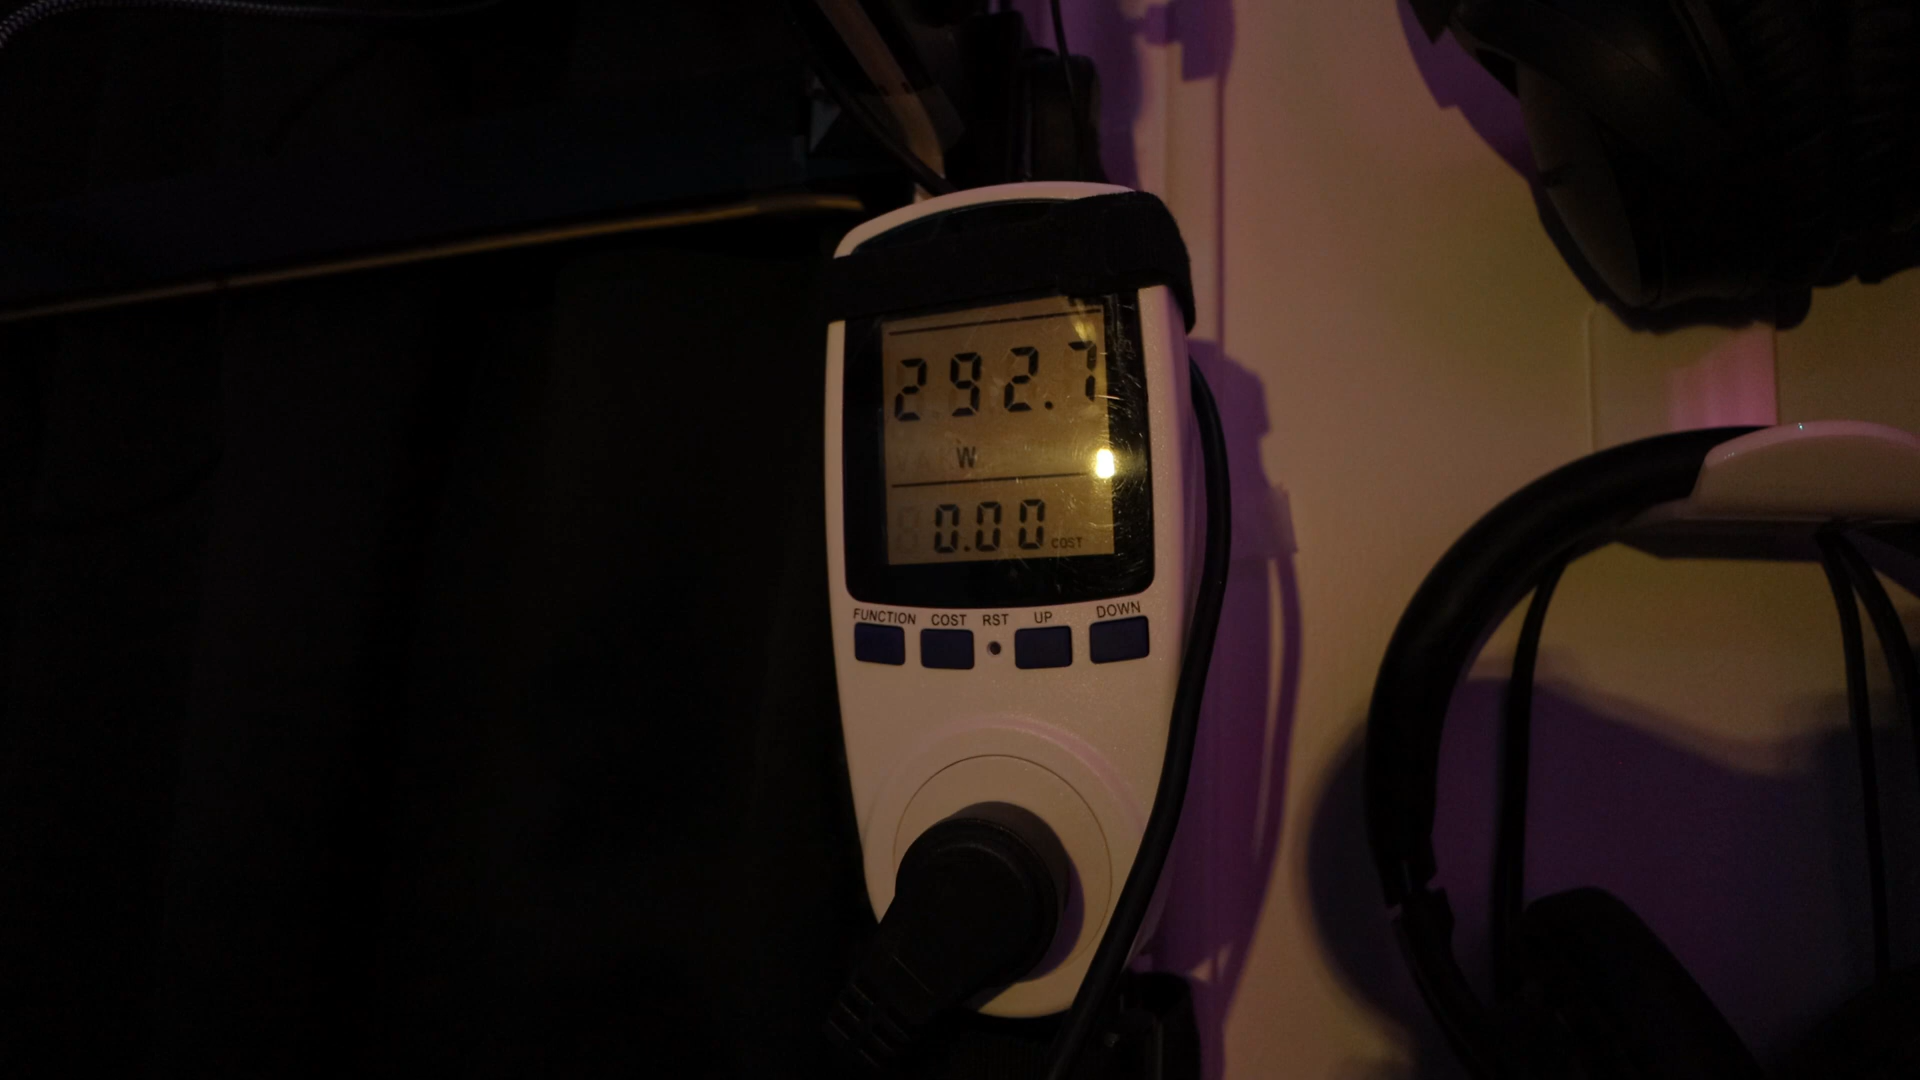 292.7
W
0.00 COST
FUNCTION COST RST UP DOWN